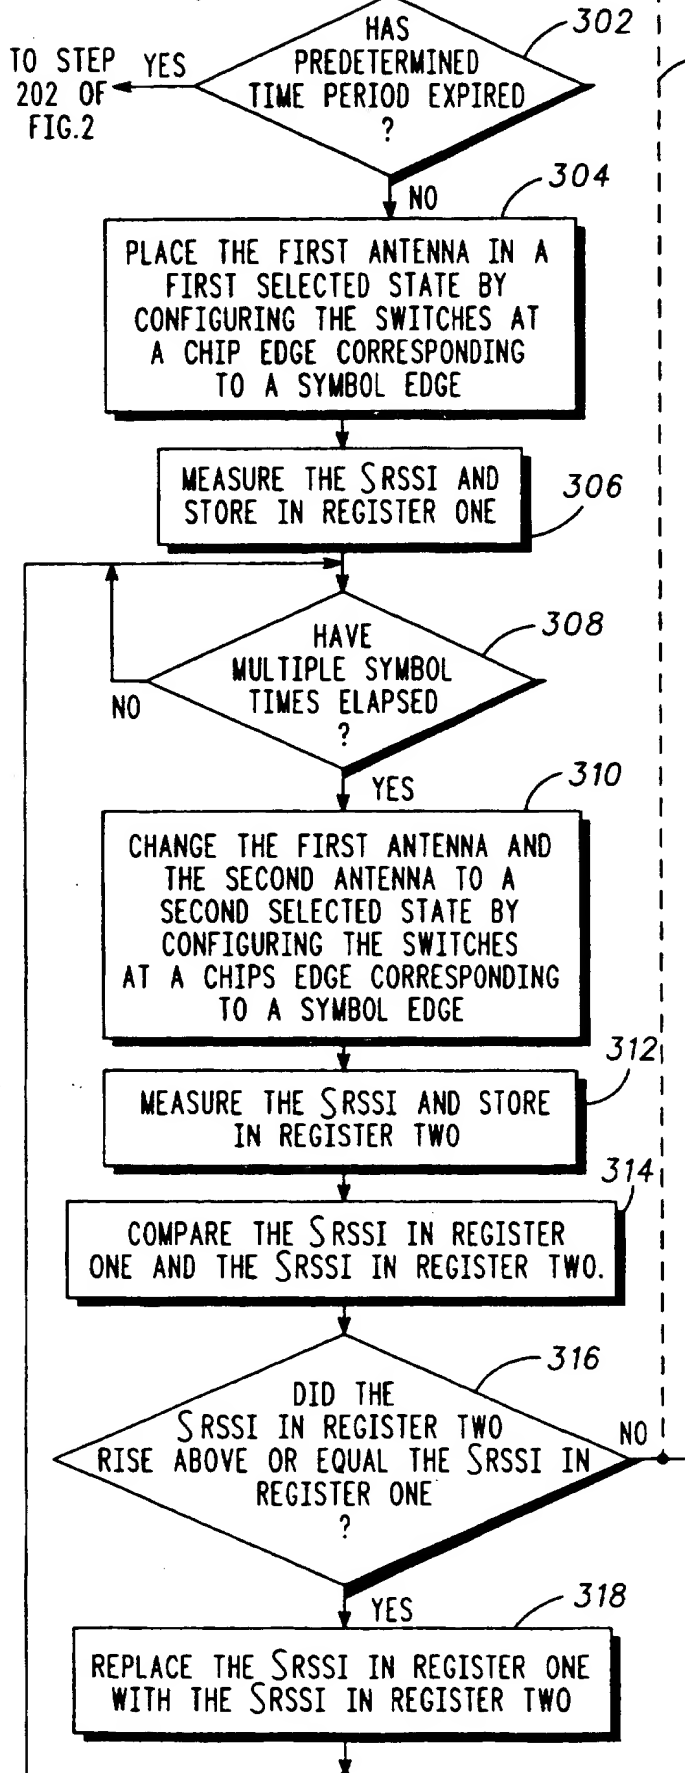 302
HAS
PREDETERMINED
TIME PERIOD EXPIRED
?
TO STEP
202 OF
FIG.2
YES
NO
304
PLACE THE FIRST ANTENNA IN A
FIRST SELECTED STATE BY
CONFIGURING THE SWITCHES AT
A CHIP EDGE CORRESPONDING
TO A SYMBOL EDGE
306
MEASURE THE SRSSI AND
STORE IN REGISTER ONE
308
HAVE
MULTIPLE SYMBOL
TIMES ELAPSED
?
NO
YES
310
CHANGE THE FIRST ANTENNA AND
THE SECOND ANTENNA TO A
SECOND SELECTED STATE BY
CONFIGURING THE SWITCHES
AT A CHIPS EDGE CORRESPONDING
TO A SYMBOL EDGE
312
MEASURE THE SRSSI AND STORE
IN REGISTER TWO
314
COMPARE THE SRSSI IN REGISTER
ONE AND THE SRSSI IN REGISTER TWO.
316
DID THE
SRSSI IN REGISTER TWO
RISE ABOVE OR EQUAL THE SRSSI IN
REGISTER ONE
?
NO
YES
318
REPLACE THE SRSSI IN REGISTER ONE
WITH THE SRSSI IN REGISTER TWO